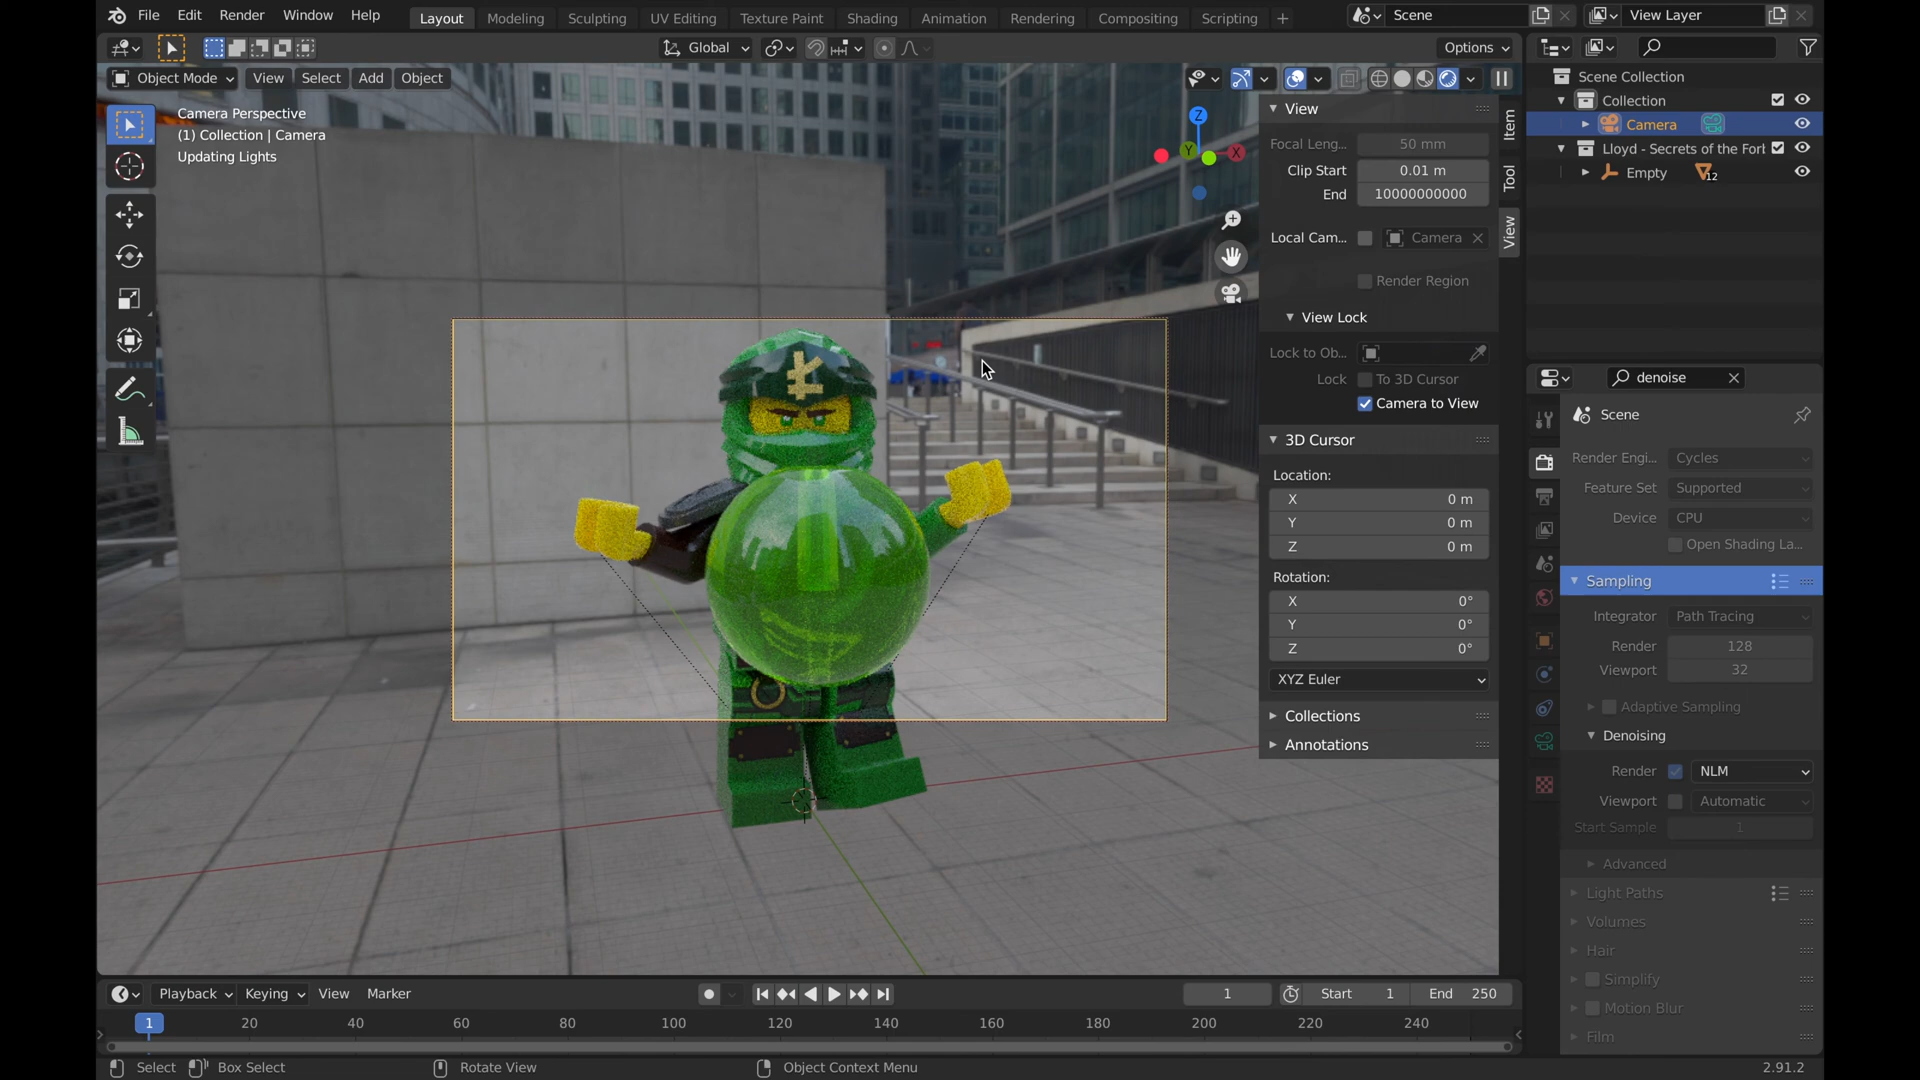 File Edit Render Window Help Layout Modeling Sculpting UV Editing Texture Paint Shading Animation Rendering Compositing Scripting + Scene View Layer
Global Options
Object Mode View Select Add Object
Camera Perspective
(1) Collection | Camera
Updating Lights
Z
Y
X
View
Focal Leng... 50 mm
Clip Start 0.01 m
End 10000000000
Local Cam... Camera
Render Region
View Lock
Lock to Ob...
Lock To 3D Cursor
Camera to View
3D Cursor
Location:
X 0 m
Y 0 m
Z 0 m
Rotation:
X 0°
Y 0°
Z 0°
XYZ Euler
Collections
Annotations
Item
Tool
View
Scene Collection
Collection
Camera
Lloyd - Secrets of the Forl
Empty 12
denoise
Scene
Render Engi... Cycles
Feature Set Supported
Device CPU
Open Shading La...
Sampling
Integrator Path Tracing
Render 128
Viewport 32
Adaptive Sampling
Denoising
Render NLM
Viewport Automatic
Start Sample 1
Advanced
Light Paths
Volumes
Hair
Simplify
Motion Blur
Film
Playback Keying View Marker 1 Start 1 End 250
1 20 40 60 80 100 120 140 160 180 200 220 240
Select Box Select Rotate View Object Context Menu 2.91.2